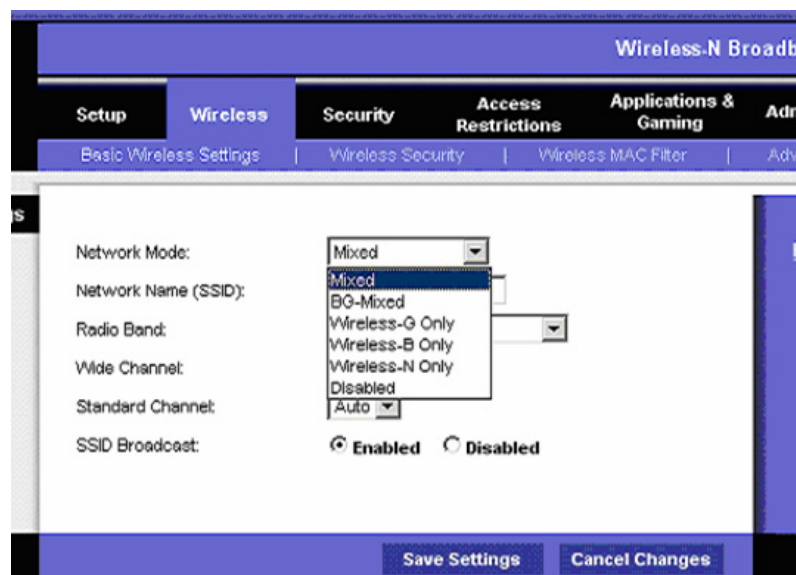 Wireless-N Broadb
Setup
Wireless
Security
Access
Restrictions
Applications &
Gaming
Adr
Basic Wireless Settings | Wireless Security | Wireless MAC Filter | Adv
gs
Network Mode: Mixed
Mixed
Network Name (SSID):
BG-Mixed
Radio Band:
Wireless-G Only
Wireless-B Only
Wide Channel:
Wireless-N Only
Disabled
Standard Channel: Auto
SSID Broadcast: Enabled Disabled
Save Settings Cancel Changes